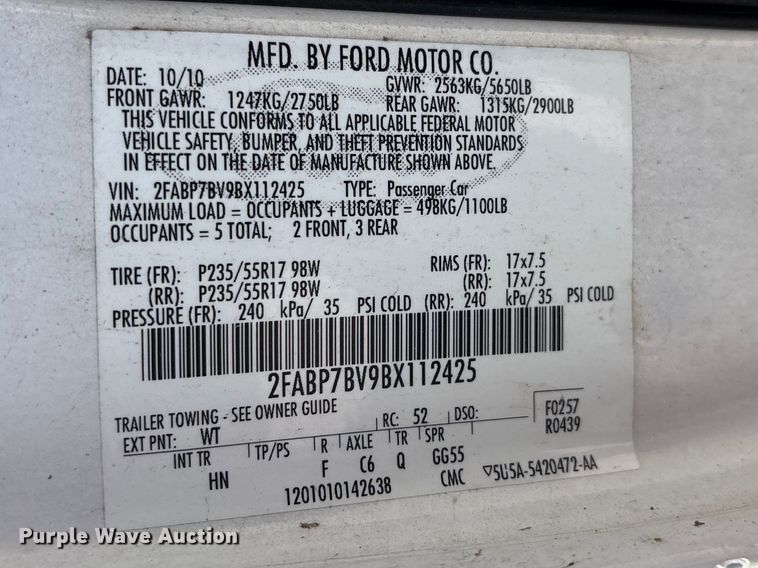 MFD. BY FORD MOTOR CO.
DATE: 10/10 GVWR: 2563KG/5650LB
FRONT GAWR: 1247KG/2750LB REAR GAWR: 1315KG/2900LB
THIS VEHICLE CONFORMS TO ALL APPLICABLE FEDERAL MOTOR
VEHICLE SAFETY, BUMPER, AND THEFT PREVENTION STANDARDS
IN EFFECT ON THE DATE OF MANUFACTURE SHOWN ABOVE.
VIN: 2FABP7BV9BX112425 TYPE: Passenger Car
MAXIMUM LOAD = OCCUPANTS + LUGGAGE = 498KG/1100LB
OCCUPANTS = 5 TOTAL; 2 FRONT, 3 REAR
TIRE (FR): P235/55R17 98W RIMS (FR): 17x7.5
(RR): P235/55R17 98W (RR): 17x7.5
PRESSURE (FR): 240 kPa/ 35 PSI COLD (RR): 240 kPa/ 35 PSI COLD
2FABP7BV9BX112425
TRAILER TOWING - SEE OWNER GUIDE
EXT PNT: WT RC: 52 DSO: F0257
R0439
INT TR TP/PS R AXLE TR SPR
HN F C6 Q GG55
1201010142638 CMC ▽5U5A-5420472-AA
Purple Wave Auction